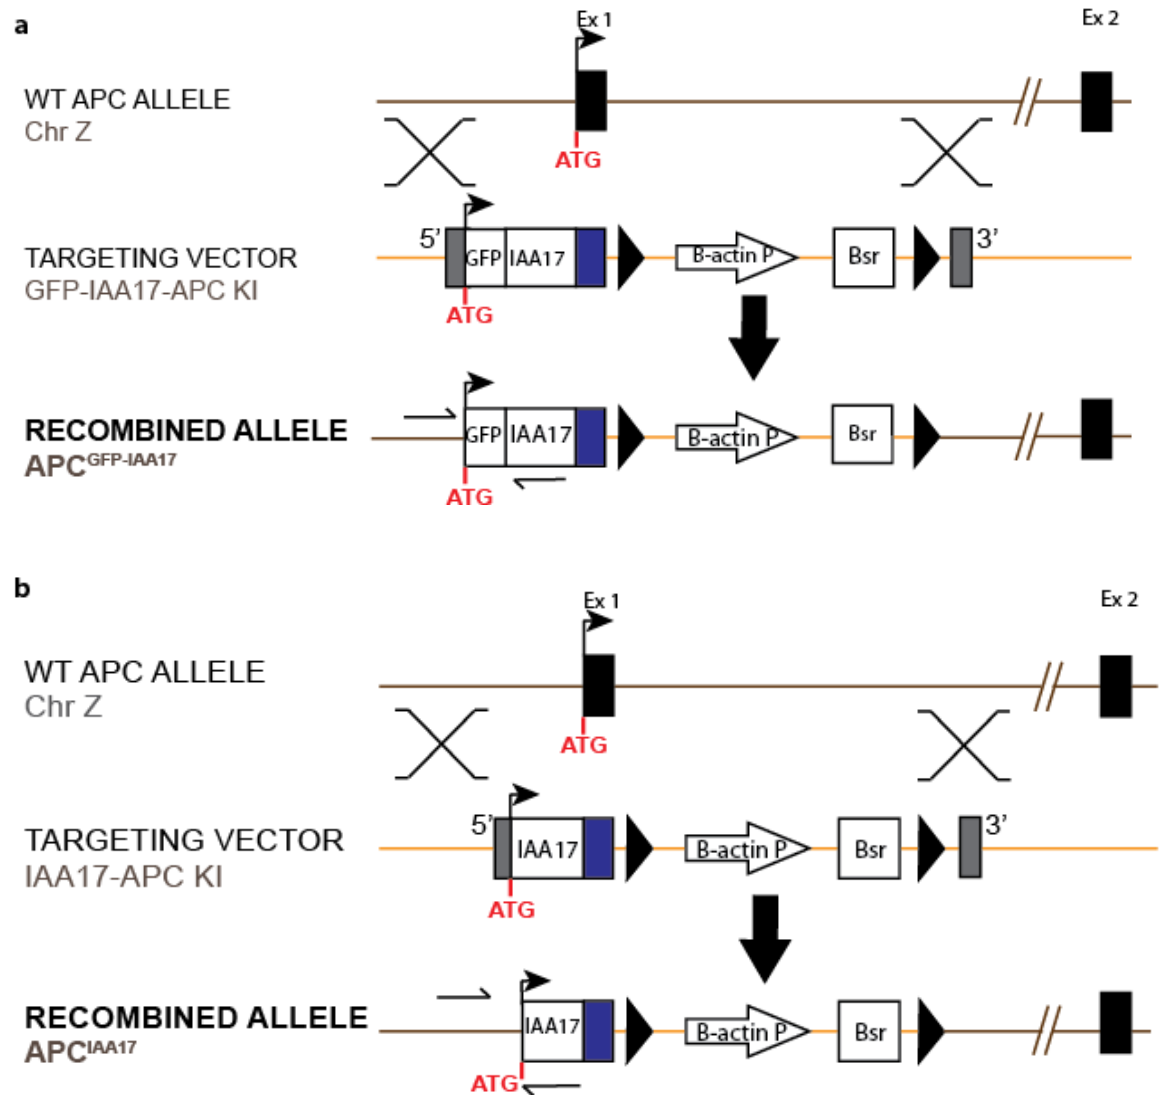 a
Ex 1
Ex 2
WT APC ALLELE
Chr Z
ATG
TARGETING VECTOR
GFP-IAA17-APC KI
5’
GFP
IAA17
B-actin P
Bsr
3’
ATG
RECOMBINED ALLELE
APCGFP-IAA17
GFP
IAA17
B-actin P
Bsr
ATG
b
Ex 1
Ex 2
WT APC ALLELE
Chr Z
ATG
TARGETING VECTOR
IAA17-APC KI
5’
IAA17
B-actin P
Bsr
3’
ATG
RECOMBINED ALLELE
APCIAA17
IAA17
B-actin P
Bsr
ATG